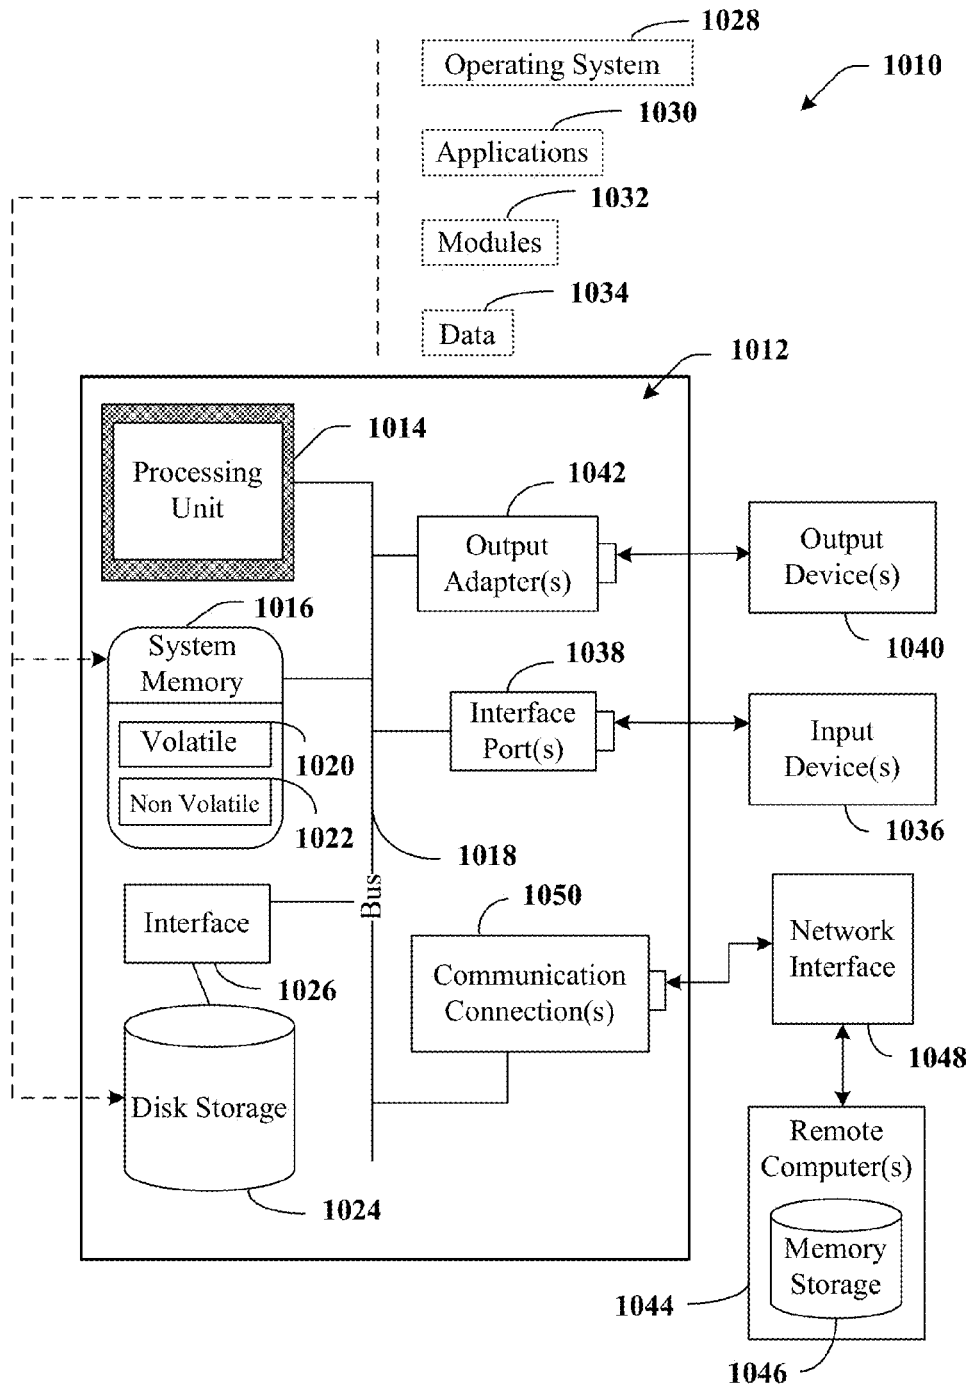 1028
Operating System
1010
1030
Applications
1032
Modules
1034
Data
1012
1014
Processing
Unit
1042
Output
Adapter(s)
Output
Device(s)
1040
1016
System
Memory
Volatile
1020
Non Volatile
1022
1038
Interface
Port(s)
Input
Device(s)
1036
1018
Bus
1050
Interface
1026
Communication
Connection(s)
Network
Interface
1048
Disk Storage
1024
Remote
Computer(s)
Memory
Storage
1044
1046